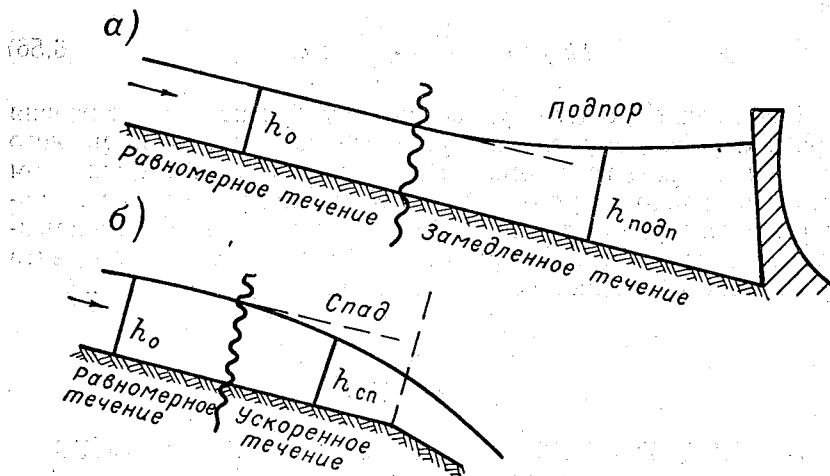 а)
h₀
Подпор
Равномерное течение
Замедленное течение
h подп
б)
h₀
Спад
h сп
Равномерное
течение
Ускоренное
течение